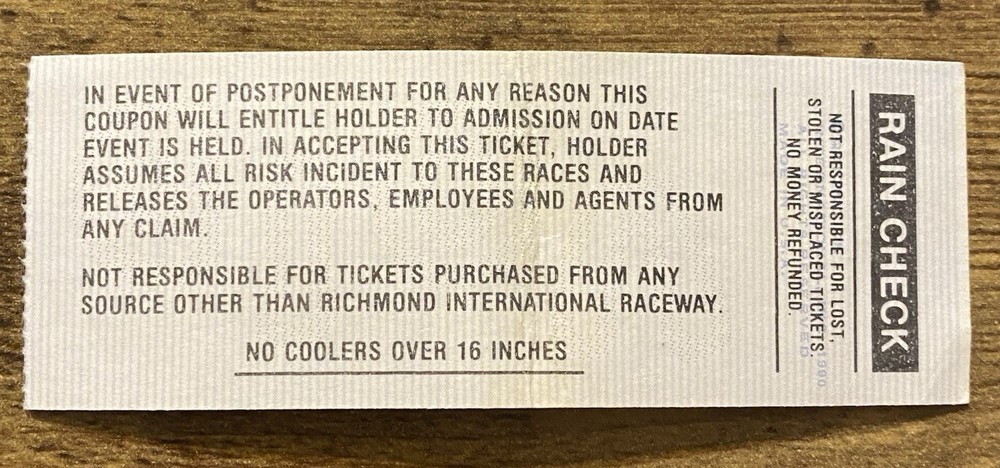 IN EVENT OF POSTPONEMENT FOR ANY REASON THIS
COUPON WILL ENTITLE HOLDER TO ADMISSION ON DATE
EVENT IS HELD. IN ACCEPTING THIS TICKET, HOLDER
ASSUMES ALL RISK INCIDENT TO THESE RACES AND
RELEASES THE OPERATORS, EMPLOYEES AND AGENTS FROM
ANY CLAIM.
NOT RESPONSIBLE FOR TICKETS PURCHASED FROM ANY
SOURCE OTHER THAN RICHMOND INTERNATIONAL RACEWAY.
NO COOLERS OVER 16 INCHES
RAIN CHECK
NOT RESPONSIBLE FOR LOST,
STOLEN OR MISPLACED TICKETS.
NO MONEY REFUNDED.